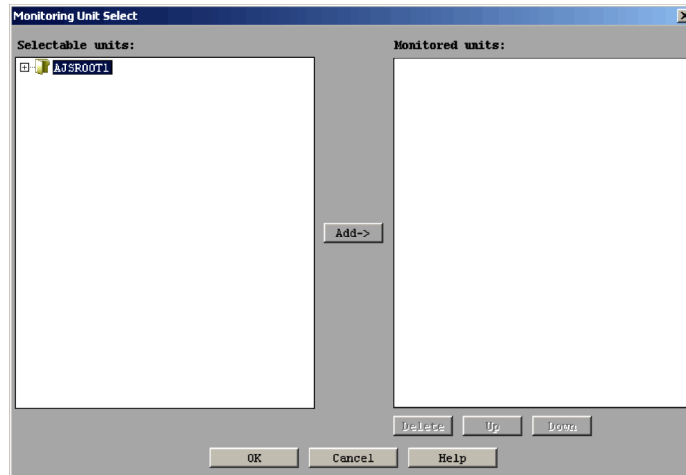 Monitoring Unit Select
Selectable units:
Monitored units:
AJSROOT1
Add->
Delete Up Down
OK Cancel Help